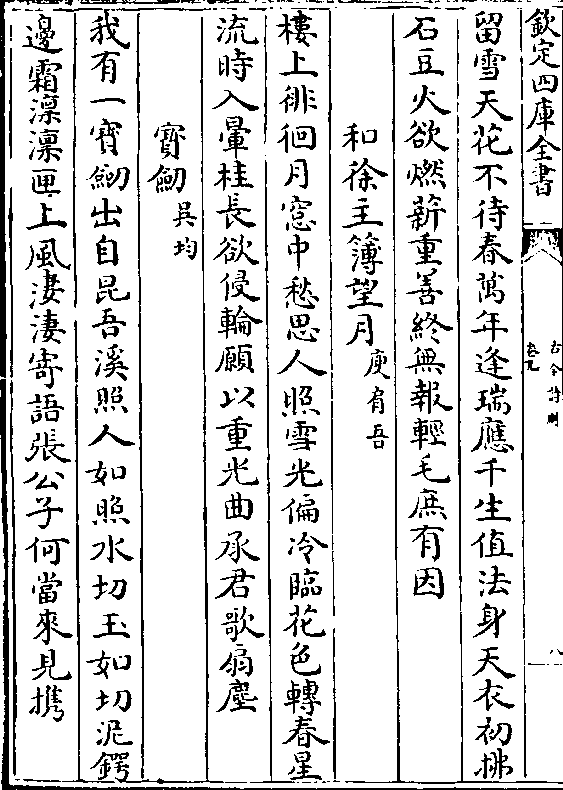 欽定四庫全書
古今詩刪
卷九
八
留雪天花不待春萬年逢瑞應千生值法身天衣初拂
石豆火欲燃薪重善終無報輕毛庶有因
和徐主簿望月庾肩吾
樓上徘徊月窓中愁思人照雪光偏冷臨花色轉春星
流時入暈桂長欲侵輪願以重光曲承君歌扇塵
寳劒吳均
我有一寳劒出自昆吾溪照人如照水切玉如切泥鍔
邊霜凛凛匣上風凄凄寄語張公子何當來見攜